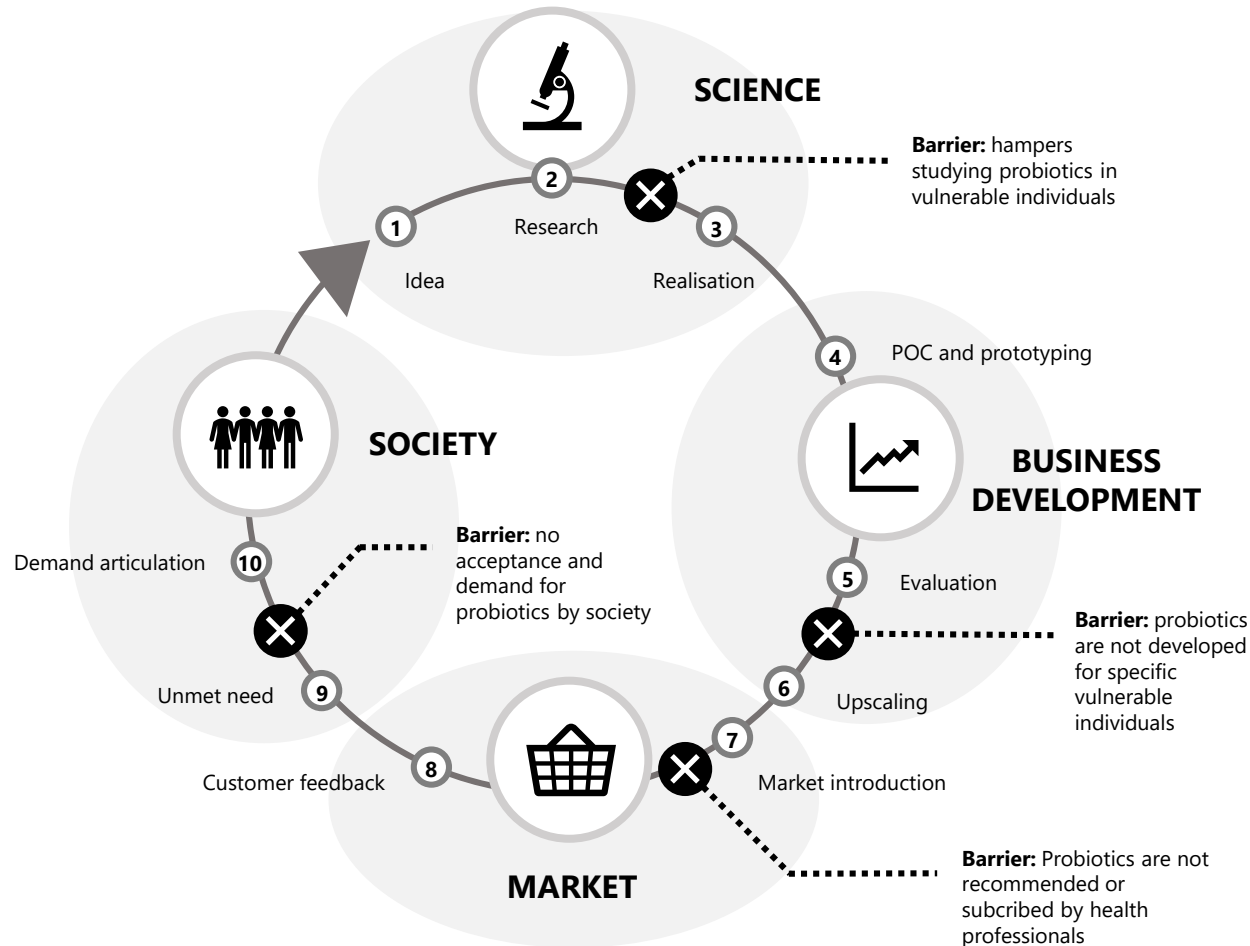 SCIENCE
Barrier: hampers
studying probiotics in
vulnerable individuals
2
1
Research
3
Idea
Realisation
4
POC and prototyping
SOCIETY
BUSINESS
DEVELOPMENT
Barrier: no
acceptance and
demand for
probiotics by society
10
Demand articulation
5
Evaluation
Barrier: probiotics
are not developed
for specific
vulnerable
individuals
9
Unmet need
6
Upscaling
7
Market introduction
8
Customer feedback
MARKET
Barrier: Probiotics are not
recommended or
subcribed by health
professionals